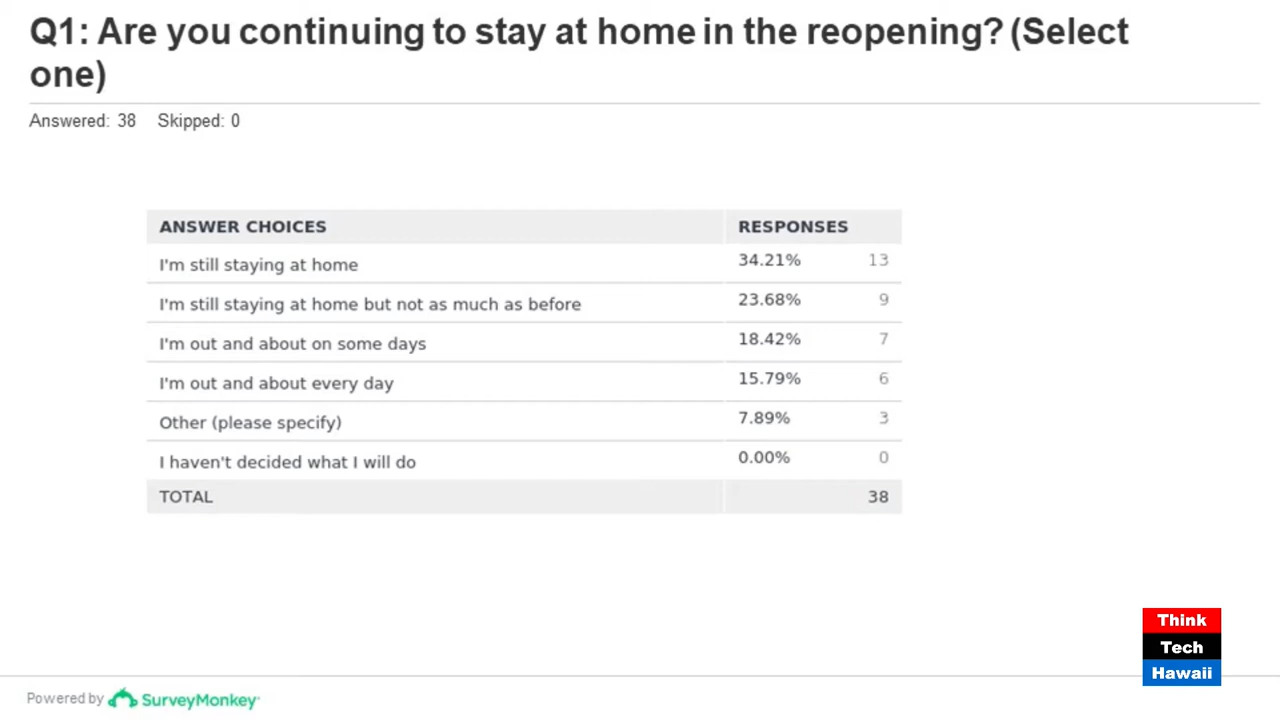 Q1: Are you continuing to stay at home in the reopening? (Select
one)
Answered: 38 Skipped: 0
ANSWER CHOICES RESPONSES
I'm still staying at home 34.21% 13
I'm still staying at home but not as much as before 23.68% 9
I'm out and about on some days 18.42% 7
I'm out and about every day 15.79% 6
Other (please specify) 7.89% 3
I haven't decided what I will do 0.00% 0
TOTAL 38
Think
Tech
Hawaii
Powered by SurveyMonkey